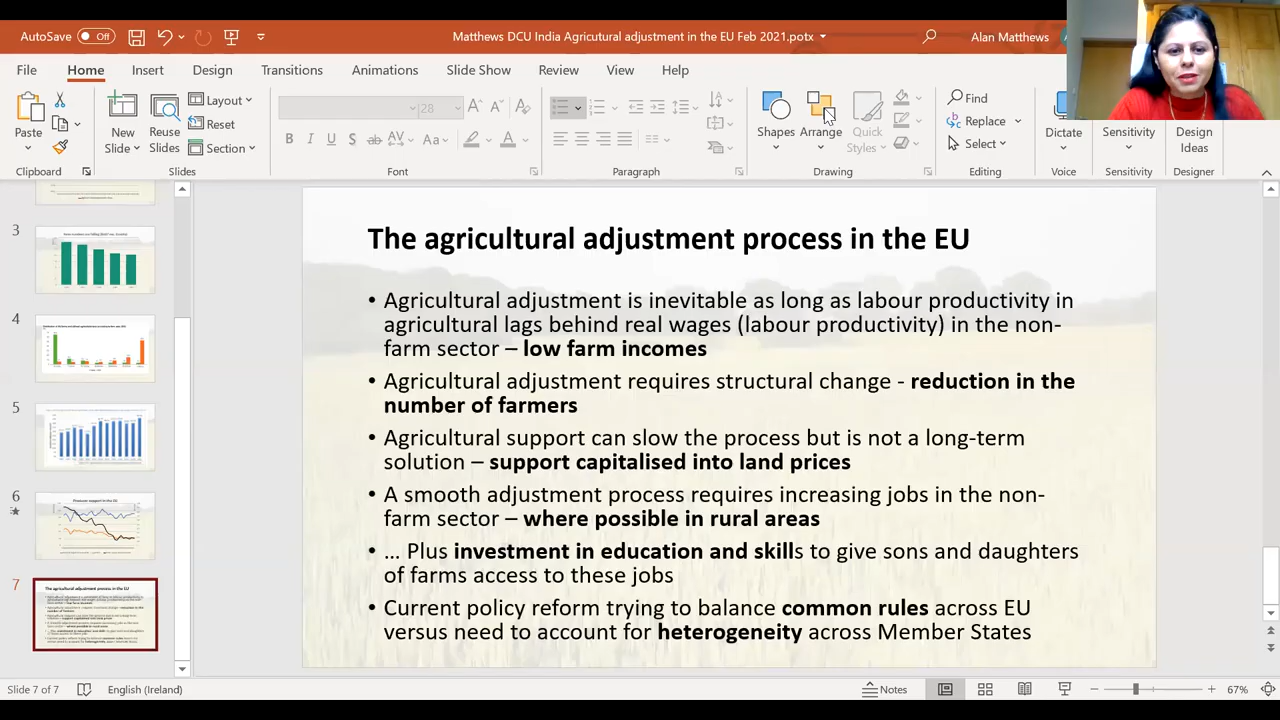 AutoSave Off
Matthews DCU India Agricutural adjustment in the EU Feb 2021.potx
Alan Matthews
File Home Insert Design Transitions Animations Slide Show Review View Help
Paste
New Slide
Reuse Slides
Layout
Reset
Section
28
B I U S ab AV Aa A
Shapes
Arrange
Quick Styles
Find
Replace
Select
Dictate
Sensitivity
Design Ideas
Clipboard Slides Font Paragraph Drawing Editing Voice Sensitivity Designer
3
4
5
6
7
The agricultural adjustment process in the EU
• Agricultural adjustment is inevitable as long as labour productivity in
agricultural lags behind real wages (labour productivity) in the non-
farm sector – low farm incomes
• Agricultural adjustment requires structural change - reduction in the
number of farmers
• Agricultural support can slow the process but is not a long-term
solution – support capitalised into land prices
• A smooth adjustment process requires increasing jobs in the non-
farm sector – where possible in rural areas
• … Plus investment in education and skills to give sons and daughters
of farms access to these jobs
• Current policy reform trying to balance common rules across EU
versus need to account for heterogeneity across Member States
Slide 7 of 7
English (Ireland)
Notes
67%